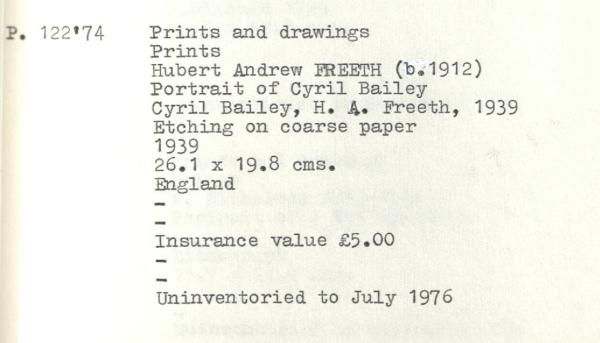 P. 122'74 Prints and drawings
Prints
Hubert Andrew FREETH (b.1912)
Portrait of Cyril Bailey
Cyril Bailey, H. A. Freeth, 1939
Etching on coarse paper
1939
26.1 x 19.8 cms.
England
-
-
Insurance value £5.00
-
-
Uninventoried to July 1976